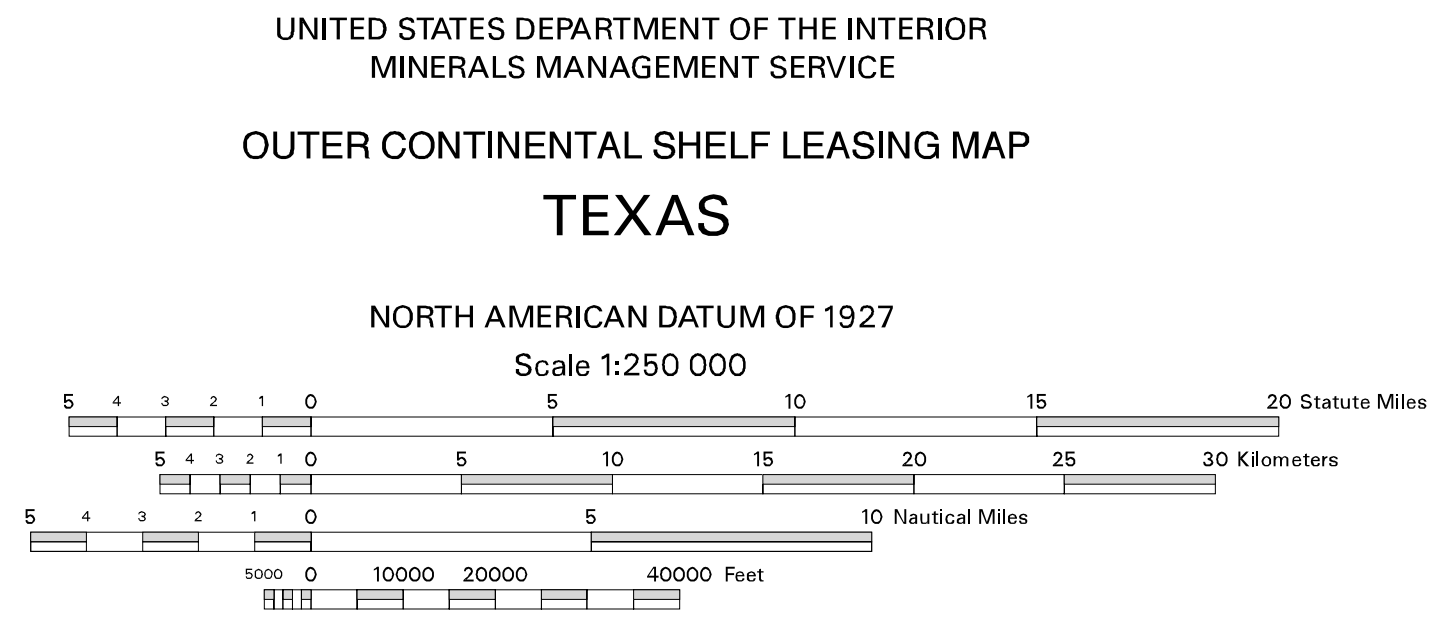 UNITED STATES DEPARTMENT OF THE INTERIOR
MINERALS MANAGEMENT SERVICE
OUTER CONTINENTAL SHELF LEASING MAP
TEXAS
NORTH AMERICAN DATUM OF 1927
Scale 1:250 000
5 4 3 2 1 0 5 10 15 20 Statute Miles
5 4 3 2 1 0 5 10 15 20 25 30 Kilometers
5 4 3 2 1 0 5 10 Nautical Miles
5000 0 10000 20000 40000 Feet